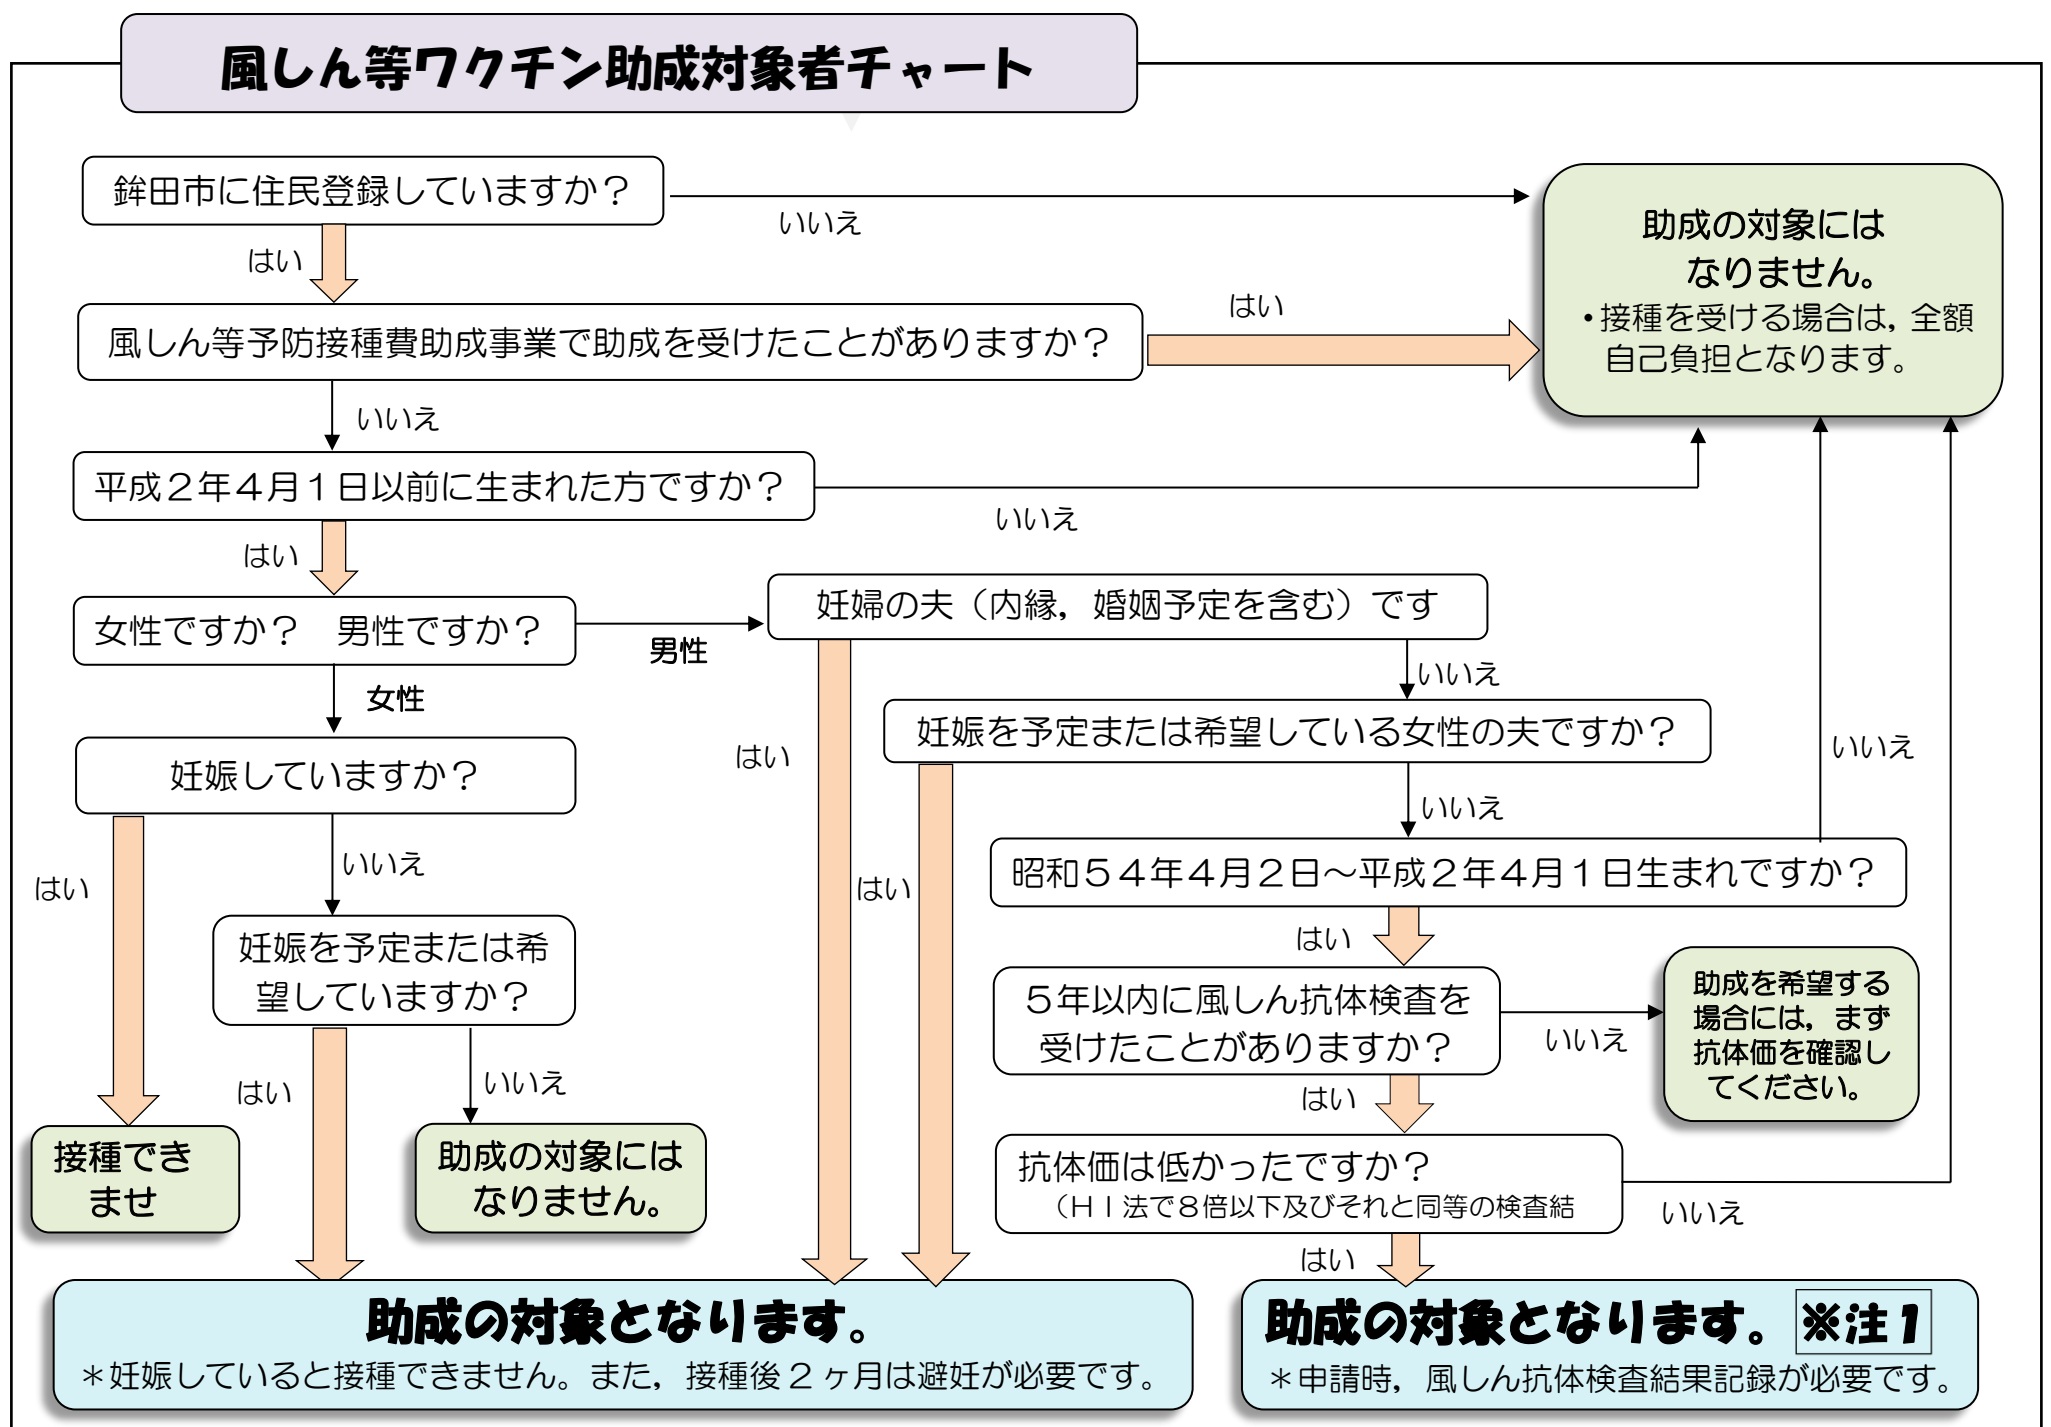 風しん等ワクチン助成対象者チャート
鉾田市に住民登録していますか？
いいえ
はい
助成の対象には
なりません。
・接種を受ける場合は，全額
自己負担となります。
風しん等予防接種費助成事業で助成を受けたことがありますか？
はい
いいえ
平成２年４月１日以前に生まれた方ですか？
いいえ
はい
女性ですか？　男性ですか？
男性
女性
妊婦の夫（内縁，婚姻予定を含む）です
いいえ
はい
妊娠を予定または希望している女性の夫ですか？
いいえ
いいえ
はい
妊娠していますか？
はい
いいえ
昭和５４年４月２日～平成２年４月１日生まれですか？
はい
妊娠を予定または希
望していますか？
はい
いいえ
５年以内に風しん抗体検査を
受けたことがありますか？
いいえ
はい
助成を希望する
場合には，まず
抗体価を確認し
てください。
接種でき
ませ
助成の対象には
なりません。
抗体価は低かったですか？
（ＨＩ法で８倍以下及びそれと同等の検査結
いいえ
はい
助成の対象となります。
＊妊娠していると接種できません。また，接種後２ヶ月は避妊が必要です。
助成の対象となります。※注１
＊申請時，風しん抗体検査結果記録が必要です。